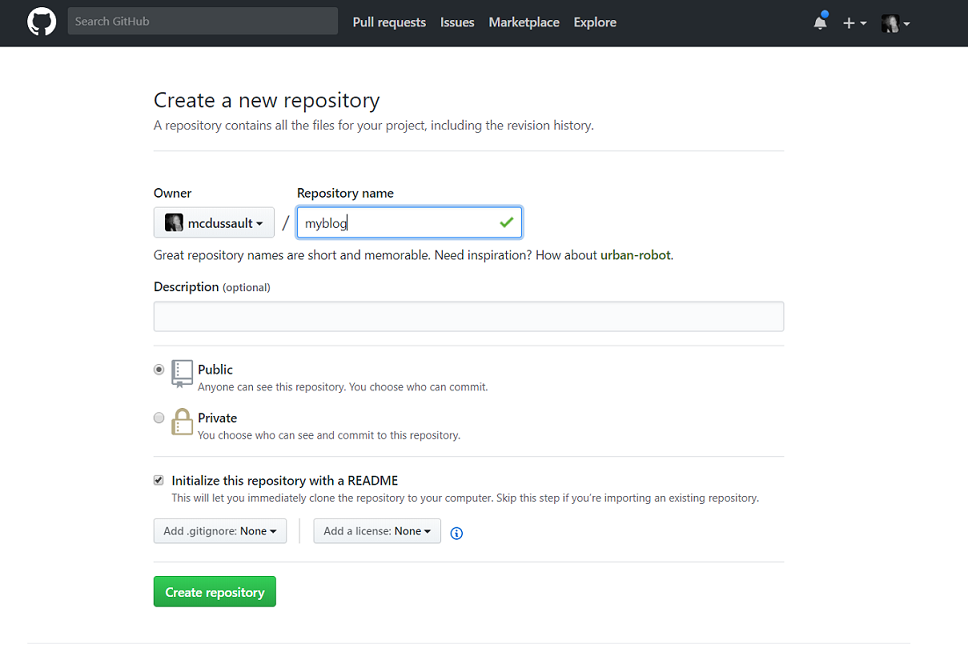 Search GitHub Pull requests Issues Marketplace Explore
Create a new repository
A repository contains all the files for your project, including the revision history.
Owner Repository name
mcdussault / myblog
Great repository names are short and memorable. Need inspiration? How about urban-robot.
Description (optional)
Public
Anyone can see this repository. You choose who can commit.
Private
You choose who can see and commit to this repository.
Initialize this repository with a README
This will let you immediately clone the repository to your computer. Skip this step if you’re importing an existing repository.
Add .gitignore: None Add a license: None
Create repository